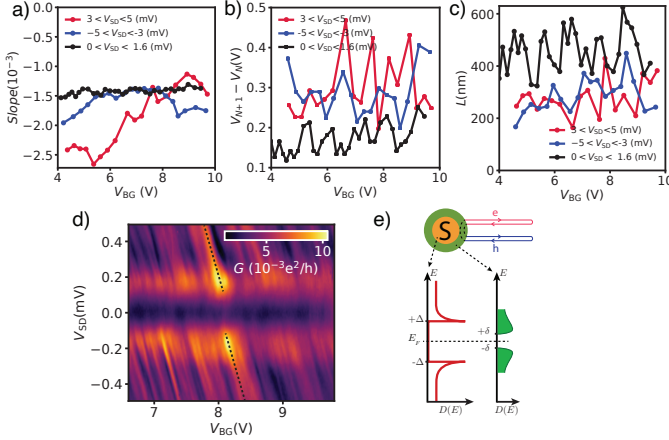 a)
3 < V_SD < 5 (mV)
−5 < V_SD < -3 (mV)
0 < V_SD < 1.6 (mV)
−0.5
−1.0
−1.5
−2.0
−2.5
Slope(10⁻³)
4 6 8 10
V_BG (V)
b)
3 < V_SD < 5 (mV)
−5 < V_SD < -3 (mV)
0 < V_SD < 1.6 (mV)
0.5
0.4
0.3
0.2
0.1
V_{N+1} − V_N(V)
4 6 8 10
V_BG (V)
c)
600
400
200
0
L(nm)
3 < V_SD < 5 (mV)
−5 < V_SD < -3 (mV)
0 < V_SD < 1.6 (mV)
4 6 8 10
V_BG (V)
d)
0.4
0.2
0.0
−0.2
−0.4
V_SD(mV)
5 10
G (10⁻³e²/h)
7 8 9
V_BG(V)
e)
S
e
h
E
E
+Δ
E_F
-Δ
+δ
-δ
D(E)
D(E)